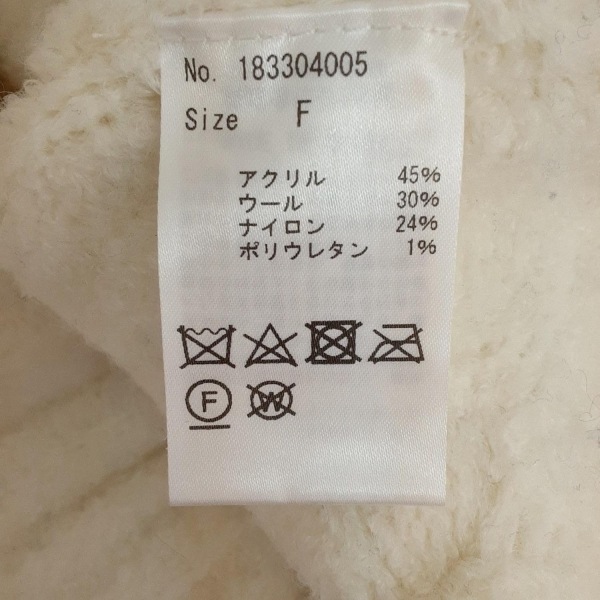 No. 183304005
Size F
アクリル 45%
ウール 30%
ナイロン 24%
ポリウレタン 1%
F W